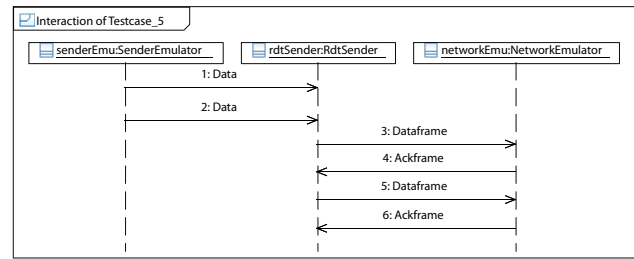 Interaction of Testcase_5
senderEmu:SenderEmulator rdtSender:RdtSender networkEmu:NetworkEmulator
1: Data
2: Data
3: Dataframe
4: Ackframe
5: Dataframe
6: Ackframe